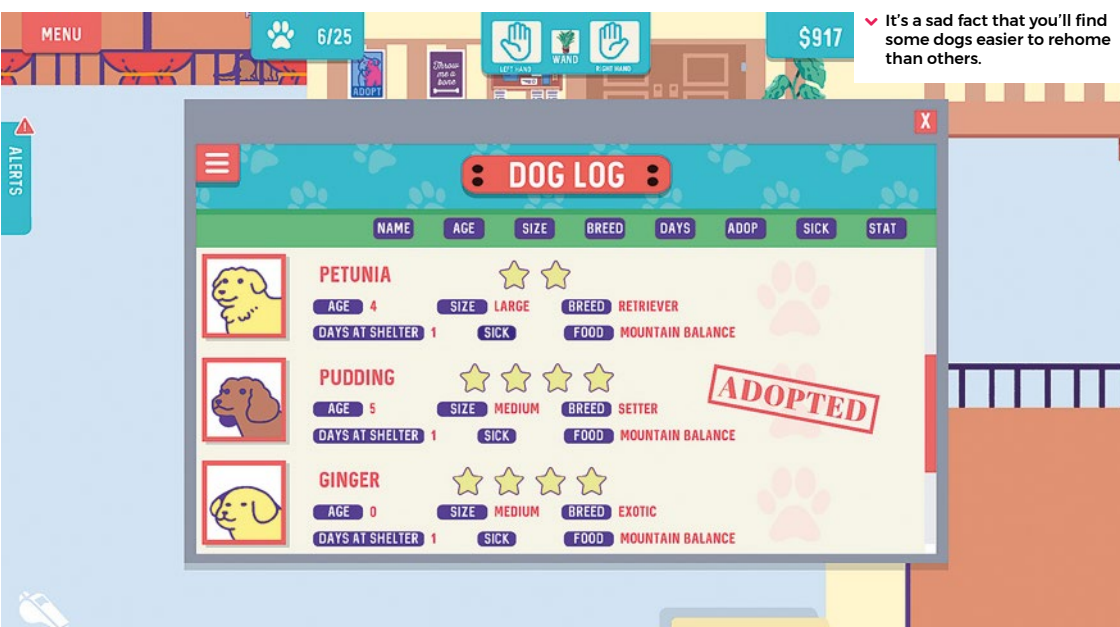 MENU
6/25
LEFT HAND
WAND
RIGHT HAND
$917
It's a sad fact that you'll find
some dogs easier to rehome
than others.
ADOPT
Throw
me a
bone
ALERTS
X
DOG LOG
NAME AGE SIZE BREED DAYS ADOP SICK STAT
PETUNIA
AGE 4 SIZE LARGE BREED RETRIEVER
DAYS AT SHELTER 1 SICK FOOD MOUNTAIN BALANCE
PUDDING
AGE 5 SIZE MEDIUM BREED SETTER
DAYS AT SHELTER 1 SICK FOOD MOUNTAIN BALANCE
ADOPTED
GINGER
AGE 0 SIZE MEDIUM BREED EXOTIC
DAYS AT SHELTER 1 SICK FOOD MOUNTAIN BALANCE